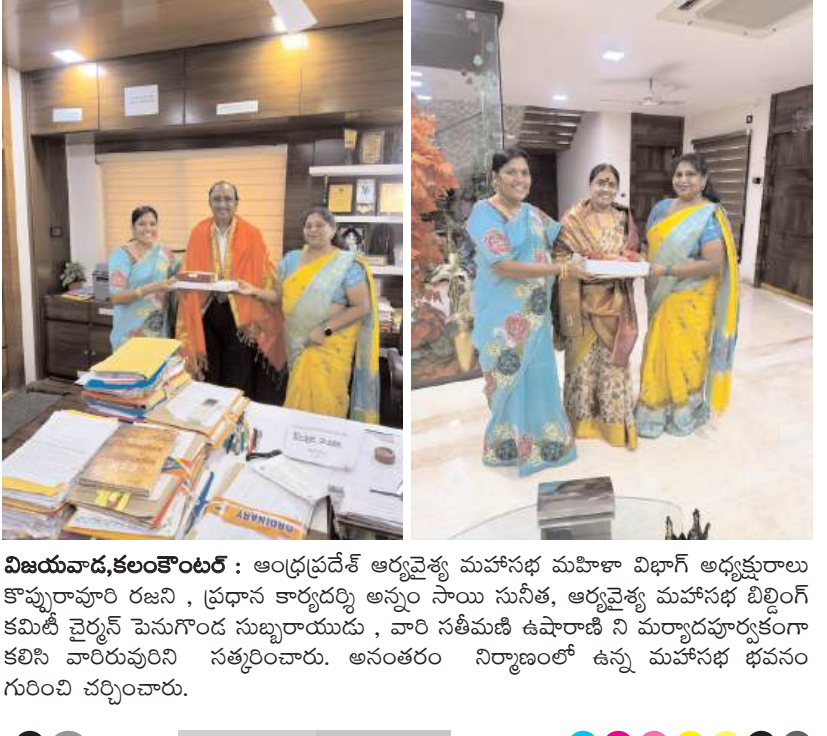 ORDINARY
విజయవాడ,కలంకౌంటర్ : ఆంధ్రప్రదేశ్ ఆర్యవైశ్య మహాసభ మహిళా విభాగ్ అధ్యక్షురాలు
కొప్పురావూరి రజని , ప్రధాన కార్యదర్శి అన్నం సాయి సునీత, ఆర్యవైశ్య మహాసభ బిల్డింగ్
కమిటీ చైర్మన్ పెనుగొండ సుబ్బరాయుడు , వారి సతీమణి ఉషారాణి ని మర్యాదపూర్వకంగా
కలిసి వారిరువురిని సత్కరించారు. అనంతరం నిర్మాణంలో ఉన్న మహాసభ భవనం
గురించి చర్చించారు.